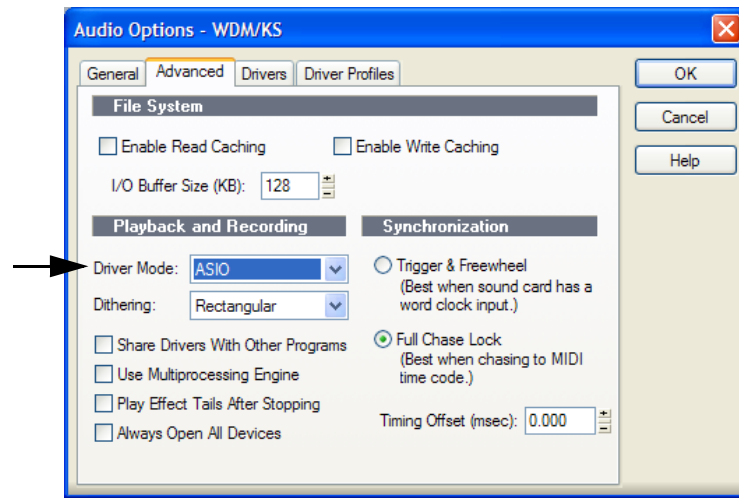 Audio Options - WDM/KS
General Advanced Drivers Driver Profiles
OK
Cancel
Help
File System
Enable Read Caching
Enable Write Caching
I/O Buffer Size (KB): 128
Playback and Recording
Driver Mode: ASIO
Dithering: Rectangular
Share Drivers With Other Programs
Use Multiprocessing Engine
Play Effect Tails After Stopping
Always Open All Devices
Synchronization
Trigger & Freewheel
(Best when sound card has a
word clock input.)
Full Chase Lock
(Best when chasing to MIDI
time code.)
Timing Offset (msec): 0.000